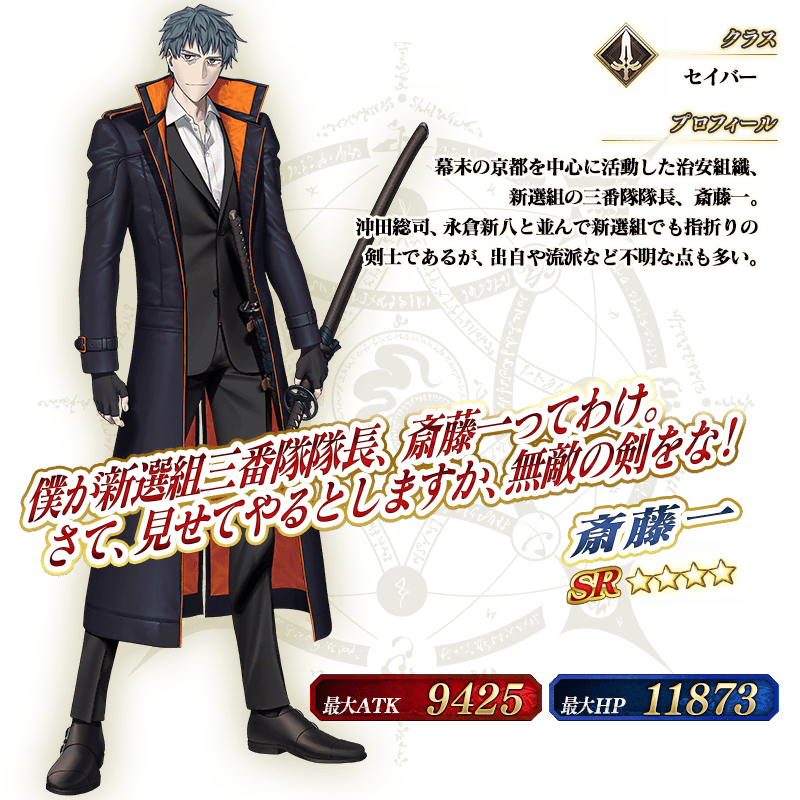 クラス
セイバー
プロフィール
幕末の京都を中心に活動した治安組織、
新選組の三番隊隊長、斎藤一。
沖田総司、永倉新八と並んで新選組でも指折りの
剣士であるが、出自や流派など不明な点も多い。
僕が新選組三番隊隊長、斎藤一ってわけ。
さて、見せてやるとしますか、無敵の剣をな!
斎藤一
SR
最大ATK 9425
最大HP 11873